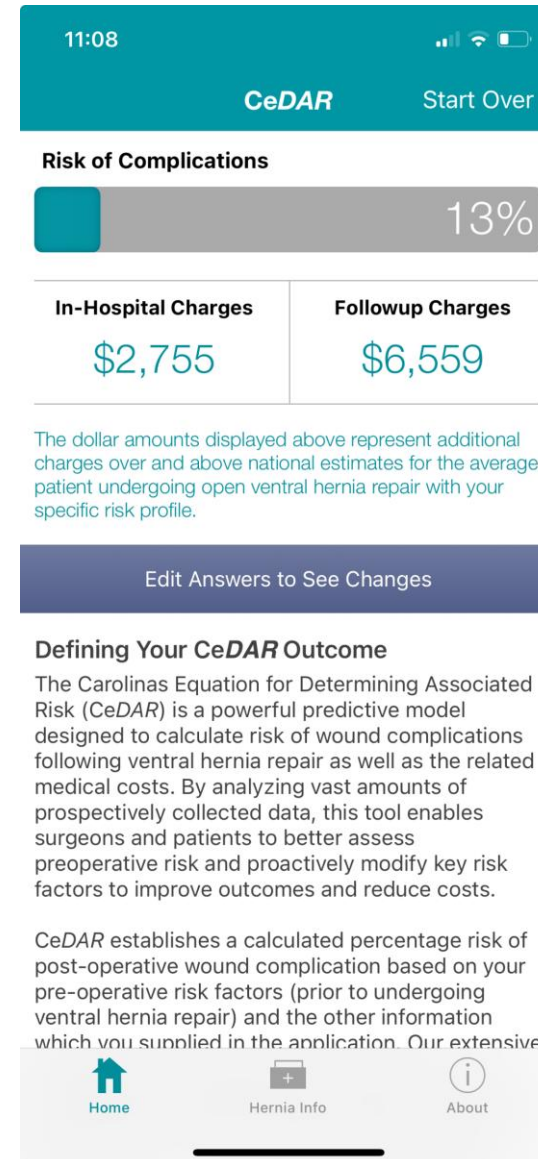 11:08
CeDAR Start Over
Risk of Complications
13%
In-Hospital Charges Followup Charges
$2,755 $6,559
The dollar amounts displayed above represent additional
charges over and above national estimates for the average
patient undergoing open ventral hernia repair with your
specific risk profile.
Edit Answers to See Changes
Defining Your CeDAR Outcome
The Carolinas Equation for Determining Associated
Risk (CeDAR) is a powerful predictive model
designed to calculate risk of wound complications
following ventral hernia repair as well as the related
medical costs. By analyzing vast amounts of
prospectively collected data, this tool enables
surgeons and patients to better assess
preoperative risk and proactively modify key risk
factors to improve outcomes and reduce costs.
CeDAR establishes a calculated percentage risk of
post-operative wound complication based on your
pre-operative risk factors (prior to undergoing
ventral hernia repair) and the other information
which you supplied in the application. Our extensive
Home Hernia Info About